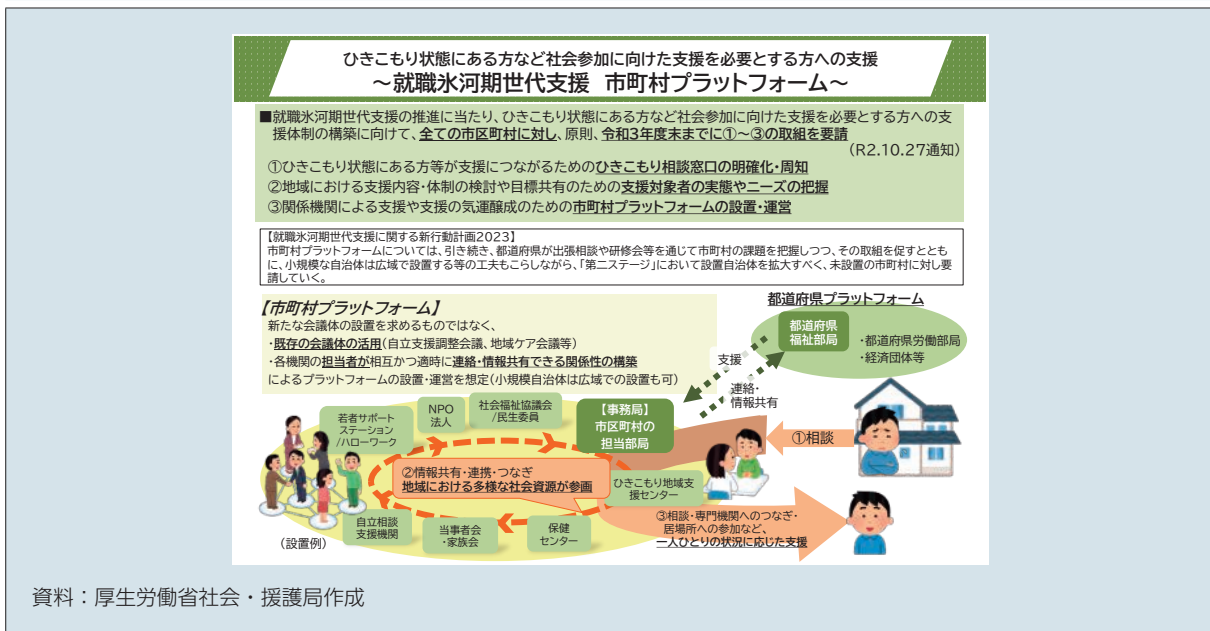 ひきこもり状態にある方など社会参加に向けた支援を必要とする方への支援
～就職氷河期世代支援 市町村プラットフォーム～
■就職氷河期世代支援の推進に当たり、ひきこもり状態にある方など社会参加に向けた支援を必要とする方への支
援体制の構築に向けて、全ての市区町村に対し、原則、令和3年度末までに①～③の取組を要請
(R2.10.27通知)
①ひきこもり状態にある方等が支援につながるためのひきこもり相談窓口の明確化・周知
②地域における支援内容・体制の検討や目標共有のための支援対象者の実態やニーズの把握
③関係機関による支援や支援の気運醸成のための市町村プラットフォームの設置・運営
【就職氷河期世代支援に関する新行動計画2023】
市町村プラットフォームについては、引き続き、都道府県が出張相談や研修会等を通じて市町村の課題を把握しつつ、その取組を促すととも
に、小規模な自治体は広域で設置する等の工夫もこらしながら、「第二ステージ」において設置自治体を拡大すべく、未設置の市町村に対し要
請していく。
【市町村プラットフォーム】
新たな会議体の設置を求めるものではなく、
・既存の会議体の活用(自立支援調整会議、地域ケア会議等)
・各機関の担当者が相互かつ適時に連絡・情報共有できる関係性の構築
によるプラットフォームの設置・運営を想定(小規模自治体は広域での設置も可)
都道府県プラットフォーム
都道府県
福祉部局
・都道府県労働部局
・経済団体等
支援
連絡・
情報共有
若者サポート
ステーション
/ハローワーク
NPO
法人
社会福祉協議会
/民生委員
【事務局】
市区町村の
担当部局
①相談
②情報共有・連携・つなぎ
地域における多様な社会資源が参画
ひきこもり地域支
援センター
③相談・専門機関へのつなぎ・
居場所への参加など、
一人ひとりの状況に応じた支援
自立相談
支援機関
当事者会
・家族会
保健
センター
(設置例)
資料：厚生労働省社会・援護局作成